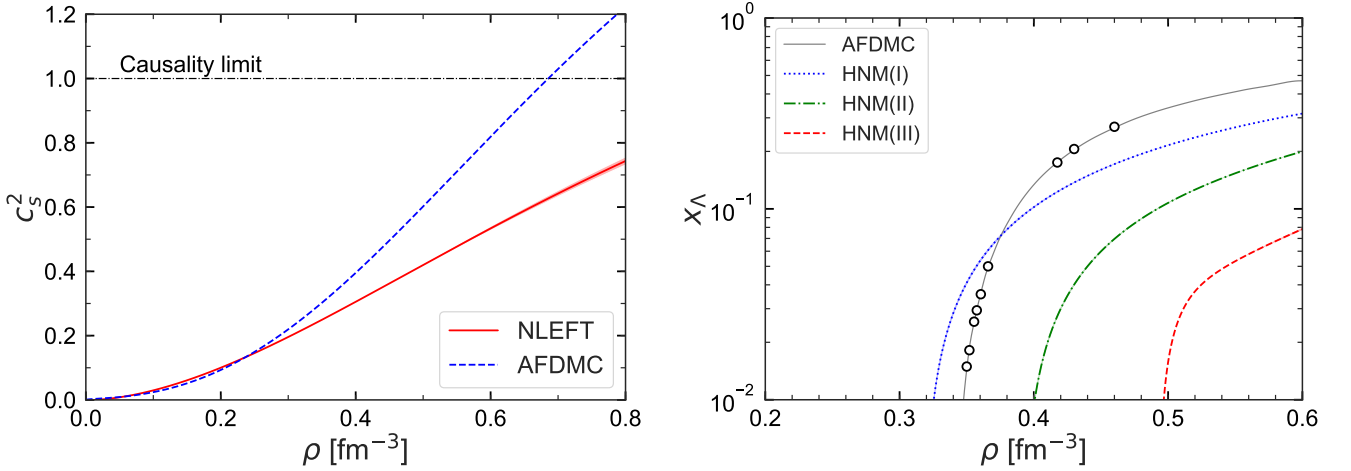 1.2
1.0
0.8
0.6
0.4
0.2
0.0
c_s^2
Causality limit
NLEFT
AFDMC
0.0 0.2 0.4 0.6 0.8
ρ [fm⁻³]
10⁰
10⁻¹
10⁻²
x_Λ
AFDMC
HNM(I)
HNM(II)
HNM(III)
0.2 0.3 0.4 0.5 0.6
ρ [fm⁻³]